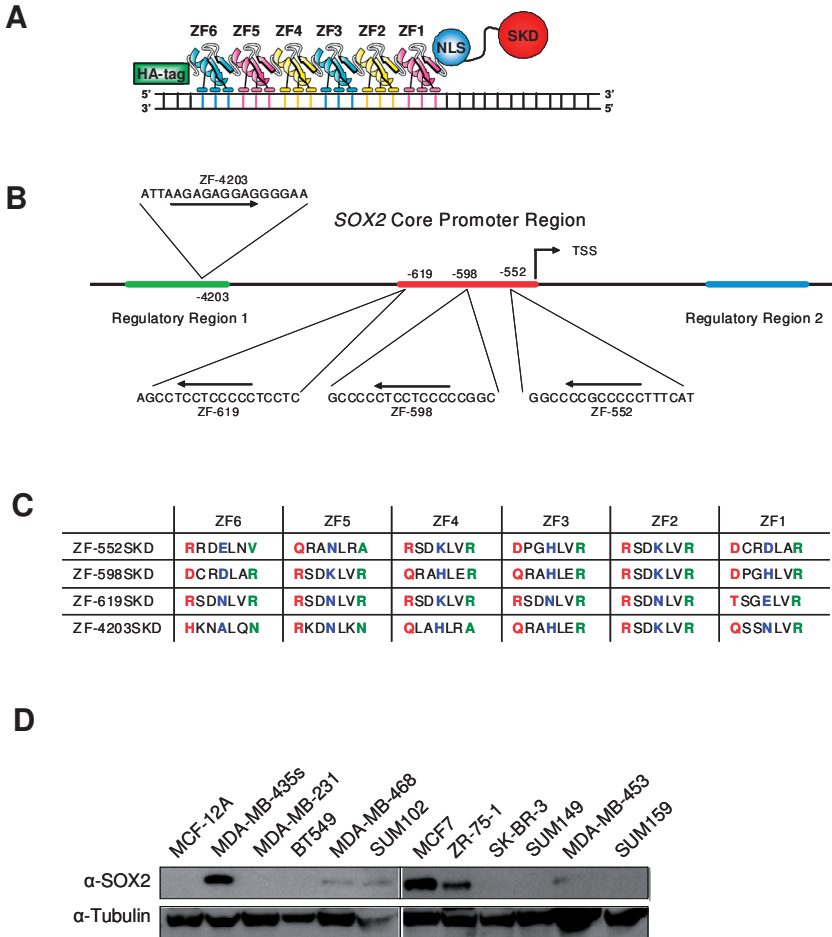 A
ZF6 ZF5 ZF4 ZF3 ZF2 ZF1
NLS
SKD
HA-tag
5' 3'
3' 5'
B
ZF-4203
ATTAAGAGAGGAGGGGAA
SOX2 Core Promoter Region
TSS
-619 -598 -552
-4203
Regulatory Region 1
Regulatory Region 2
AGCCTCCTCCCCCTCCTC GCCCCCTCCTCCCCCGGC GGCCCCGCCCCCTTTCAT
ZF-619 ZF-598 ZF-552
C
ZF6 ZF5 ZF4 ZF3 ZF2 ZF1
ZF-552SKD RRDELNV QRANLRA RSDKLVR DPGHLVR RSDKLVR DCRDLAR
ZF-598SKD DCRDLAR RSDKLVR QRAHLER QRAHLER RSDKLVR DPGHLVR
ZF-619SKD RSDNLVR RSDNLVR RSDKLVR RSDNLVR RSDNLVR TSGELVR
ZF-4203SKD HKNALQN RKDNLKN QLAHLRA QRAHLER RSDKLVR QSSNLVR
D
MCF-12A
MDA-MB-435s
MDA-MB-231
BT549
MDA-MB-468
SUM102
MCF7
ZR-75-1
SK-BR-3
SUM149
MDA-MB-453
SUM159
α-SOX2
α-Tubulin